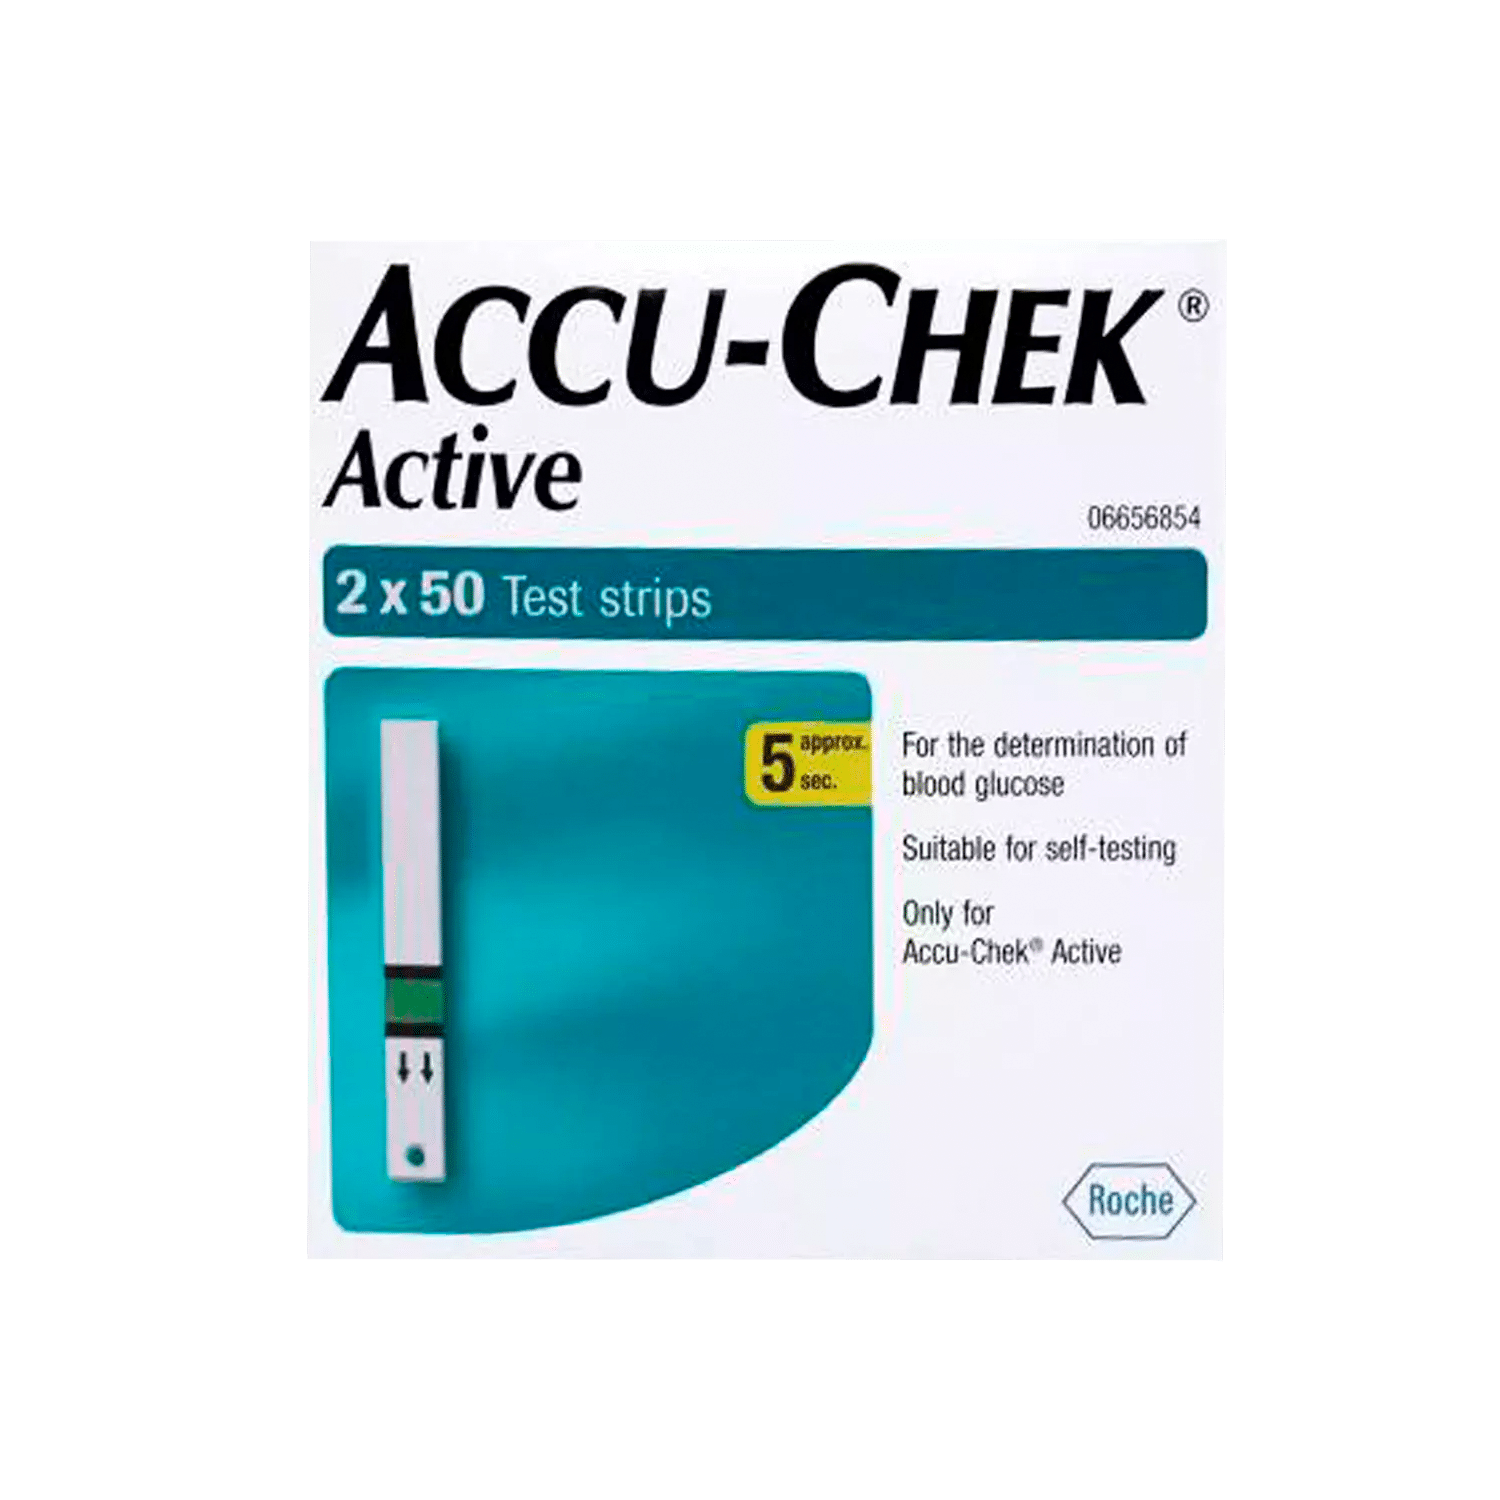 ACCU-CHEK®
Active
06656854
2 x 50 Test strips
5 approx. sec.
For the determination of
blood glucose
Suitable for self-testing
Only for
Accu-Chek® Active
Roche